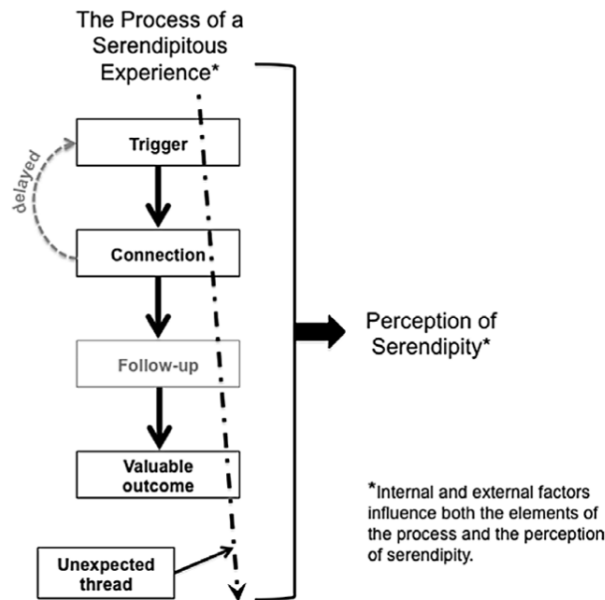 The Process of a
Serendipitous
Experience*
Trigger
delayed
Connection
Follow-up
Valuable
outcome
Unexpected
thread
Perception of
Serendipity*
*Internal and external factors
influence both the elements of
the process and the perception
of serendipity.